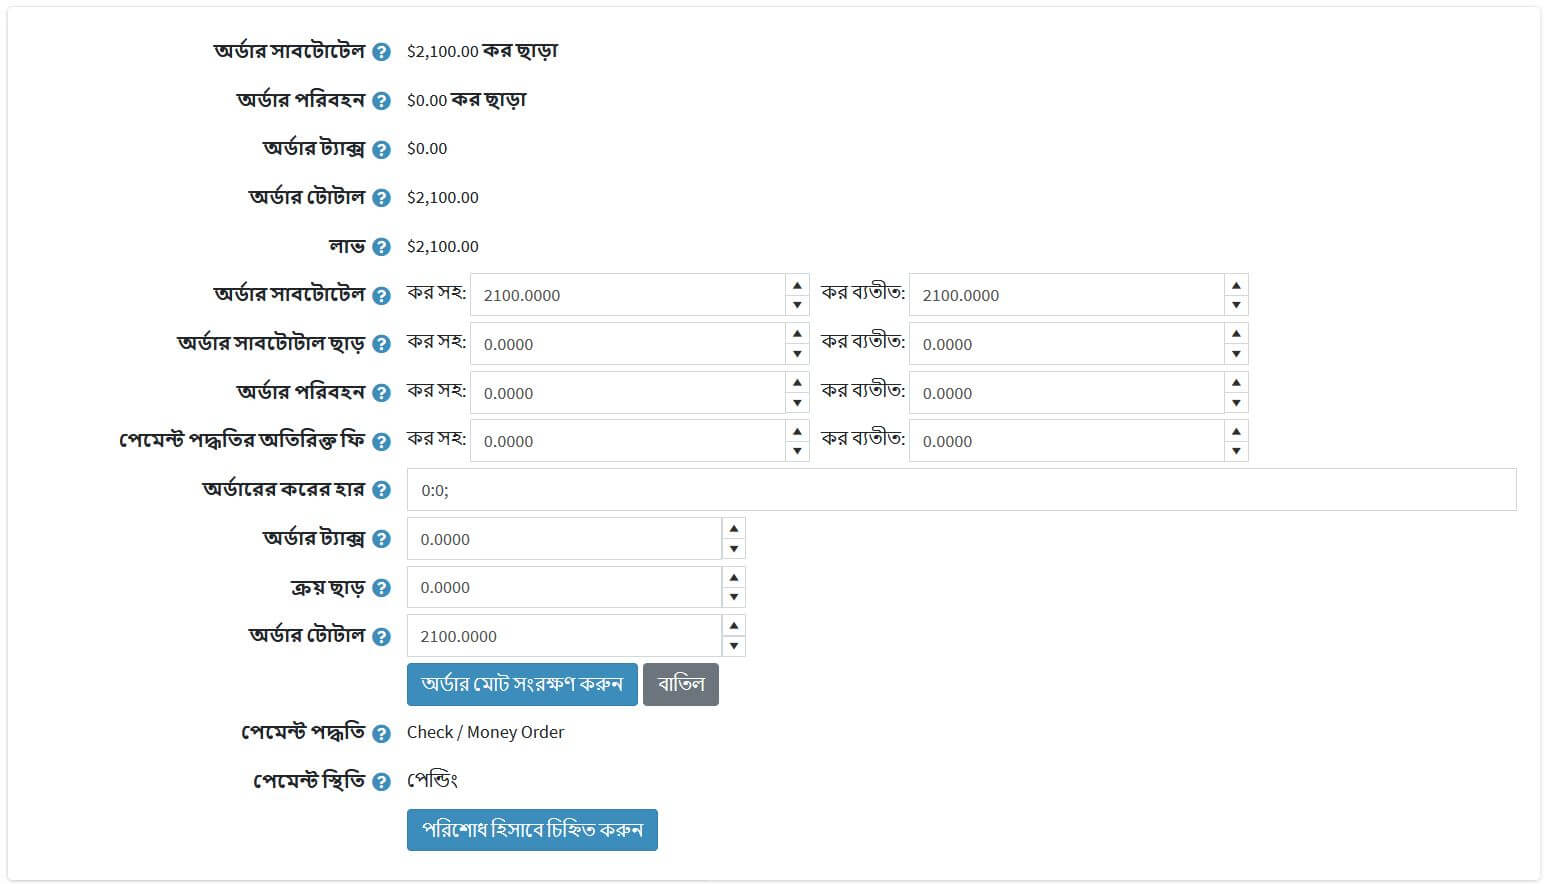 অর্ডার সাবটোটেল ? $2,100.00 কর ছাড়া
অর্ডার পরিবহন ? $0.00 কর ছাড়া
অর্ডার ট্যাক্স ? $0.00
অর্ডার টোটাল ? $2,100.00
লাভ ? $2,100.00
অর্ডার সাবটোটেল ? কর সহ: 2100.0000 কর ব্যতীত: 2100.0000
অর্ডার সাবটোটাল ছাড় ? কর সহ: 0.0000 কর ব্যতীত: 0.0000
অর্ডার পরিবহন ? কর সহ: 0.0000 কর ব্যতীত: 0.0000
পেমেন্ট পদ্ধতির অতিরিক্ত ফি ? কর সহ: 0.0000 কর ব্যতীত: 0.0000
অর্ডারের করের হার ? 0:0;
অর্ডার ট্যাক্স ? 0.0000
ক্রয় ছাড় ? 0.0000
অর্ডার টোটাল ? 2100.0000
অর্ডার মোট সংরক্ষণ করুন বাতিল
পেমেন্ট পদ্ধতি ? Check / Money Order
পেমেন্ট স্থিতি ? পেন্ডিং
পরিশোধ হিসাবে চিহ্নিত করুন